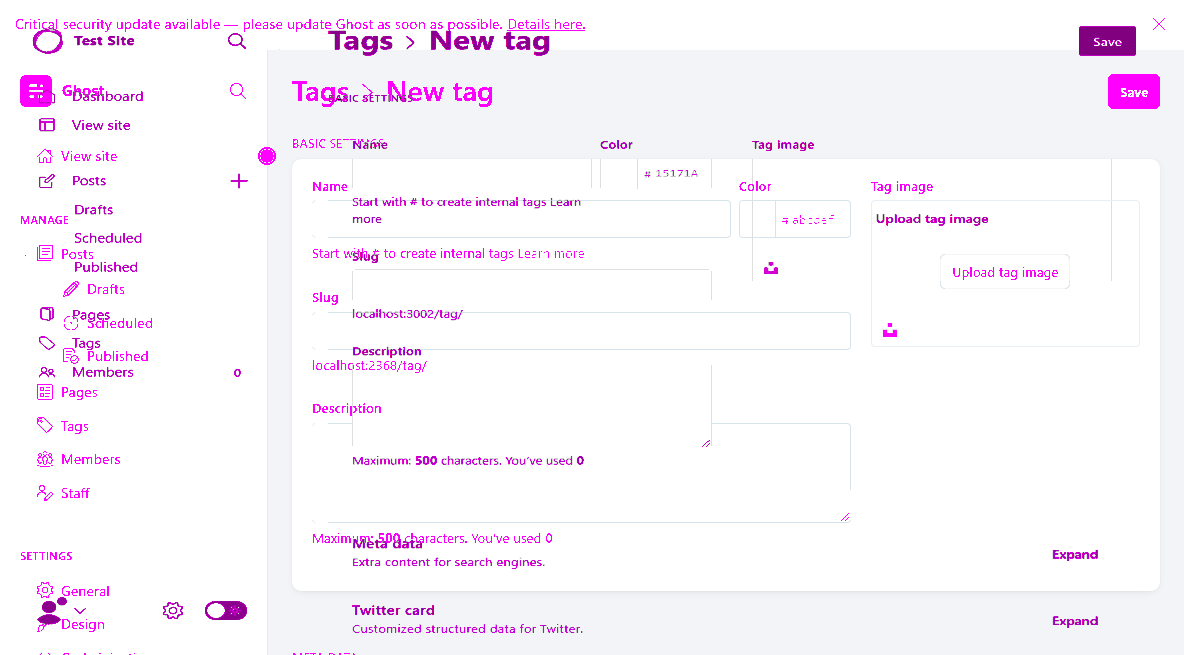 Critical security update available — please update Ghost as soon as possible. Details here.
Test Site
Tags > New tag
Save
Ghost
Dashboard
Tags > New tag
BASIC SETTINGS
Save
View site
BASIC SETTINGS
Name
Color
Tag image
View site
# 15171A
Posts
Name
Color
Tag image
Start with # to create internal tags Learn
more
Drafts
MANAGE
# abcdef
Upload tag image
Scheduled
Posts
Start with # to create internal tags Learn more
Slug
Published
Upload tag image
Drafts
Slug
Pages
localhost:3002/tag/
Scheduled
Tags
Description
Published
localhost:2368/tag/
Members
0
Pages
Description
Tags
Members
Maximum: 500 characters. You've used 0
Staff
Maximum: 500 characters. You've used 0
Meta data
Expand
SETTINGS
Extra content for search engines.
General
Twitter card
Design
Expand
Customized structured data for Twitter.
META DATA